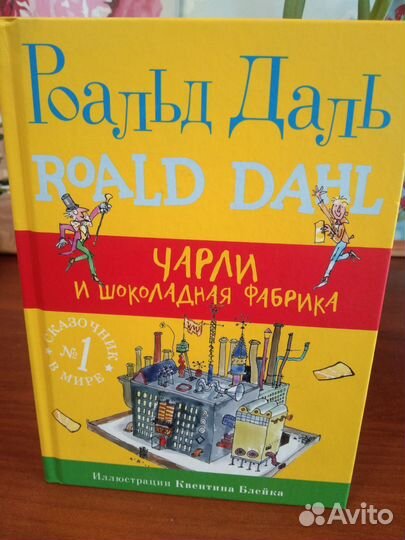 Роальд Даль
ROALD DAHL
ЧАРЛИ
И ШОКОЛАДНАЯ ФАБРИКА
СКАЗОЧНИК
№1
В МИРЕ
Иллюстрации Квентина Блейка
Avito